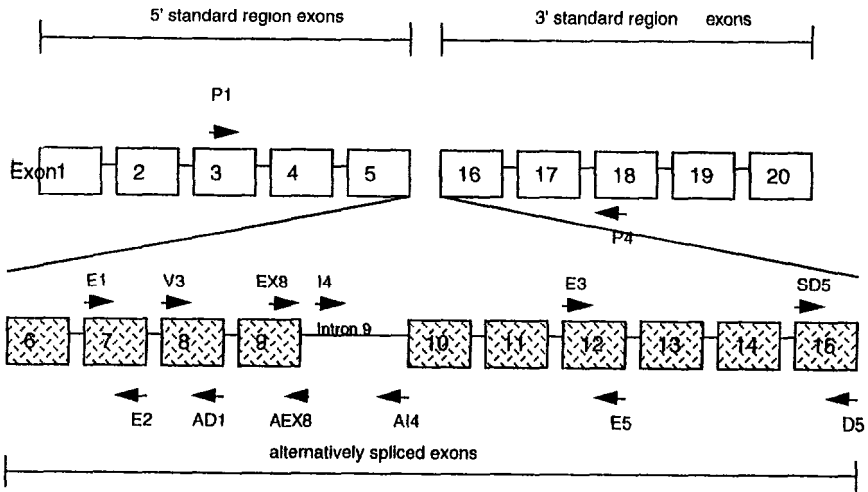 5' standard region exons
3' standard region exons
P1
Exon1 2 3 4 5 16 17 18 19 20
P4
E1 V3 EX8 I4 E3 SD5
Intron 9
6 7 8 9 10 11 12 13 14 15
E2 AD1 AEX8 AI4 E5 D5
alternatively spliced exons